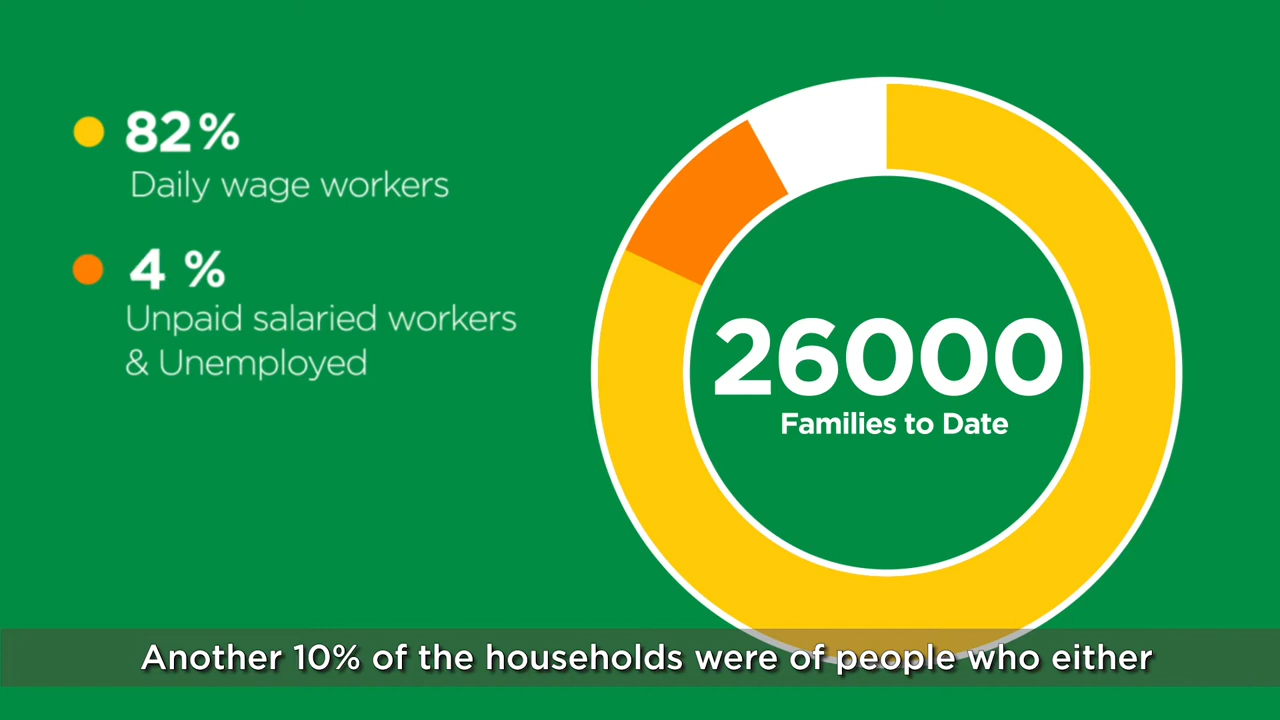 82%
Daily wage workers
4 %
Unpaid salaried workers
& Unemployed
26000
Families to Date
Another 10% of the households were of people who either